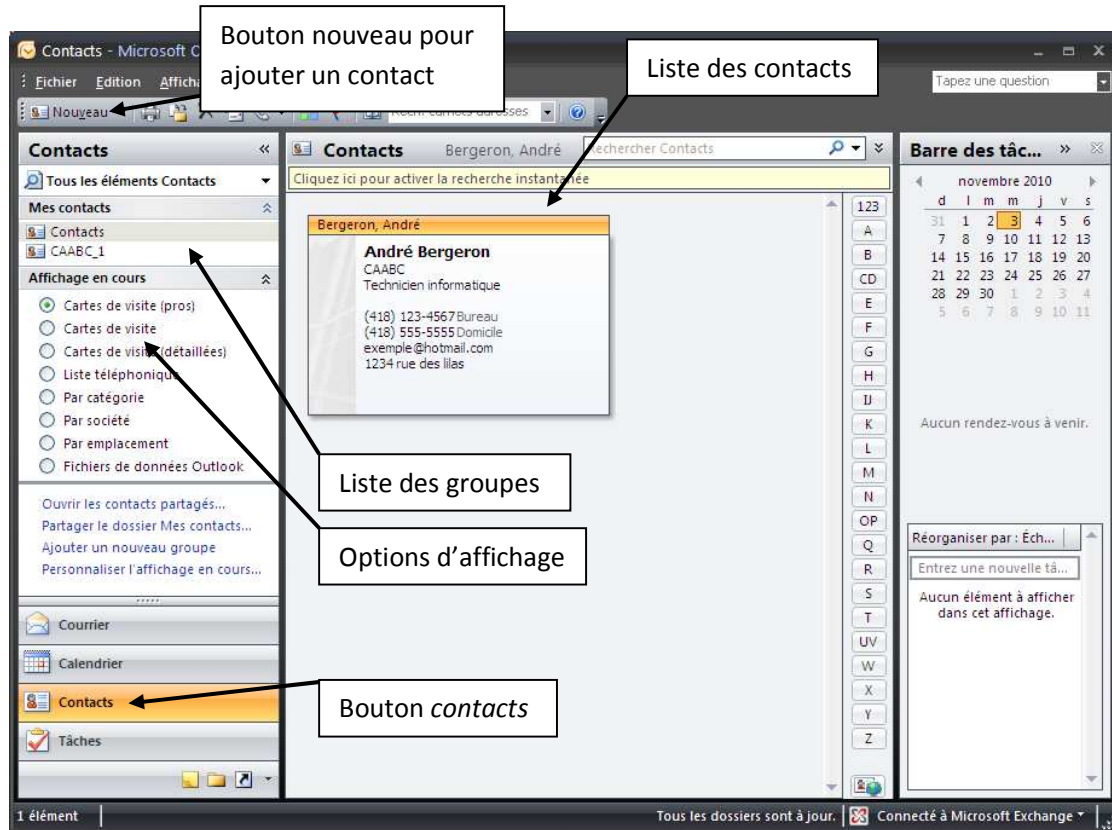 Bouton nouveau pour
ajouter un contact
Liste des contacts
Contacts - Microsoft
Fichier Edition
Tapez une question
Nouveau
adresses
Contacts «
Tous les éléments Contacts
Mes contacts
Contacts
CAABC_1
Affichage en cours
Cartes de visite (pros)
Cartes de visite
Cartes de visite (détaillées)
Liste téléphonique
Par catégorie
Par société
Par emplacement
Fichiers de données Outlook
Ouvrir les contacts partagés...
Partager le dossier Mes contacts...
Ajouter un nouveau groupe
Personnaliser l'affichage en cours...
Courrier
Calendrier
Contacts
Tâches
Contacts Bergeron, André Rechercher Contacts
Cliquez ici pour activer la recherche instantanée
Bergeron, André
André Bergeron
CAABC
Technicien informatique
(418) 123-4567 Bureau
(418) 555-5555 Domicile
exemple@hotmail.com
1234 rue des lilas
Liste des groupes
Options d'affichage
Bouton contacts
123
A
B
CD
E
F
G
H
IJ
K
L
M
N
OP
Q
R
S
T
UV
W
X
Y
Z
Barre des tâc... »
novembre 2010
d l m m j v s
31 1 2 3 4 5 6
7 8 9 10 11 12 13
14 15 16 17 18 19 20
21 22 23 24 25 26 27
28 29 30 1 2 3 4
5 6 7 8 9 10 11
Aucun rendez-vous à venir.
Réorganiser par : Éch...
Entrez une nouvelle tâ...
Aucun élément à afficher
dans cet affichage.
1 élément
Tous les dossiers sont à jour.
Connecté à Microsoft Exchange